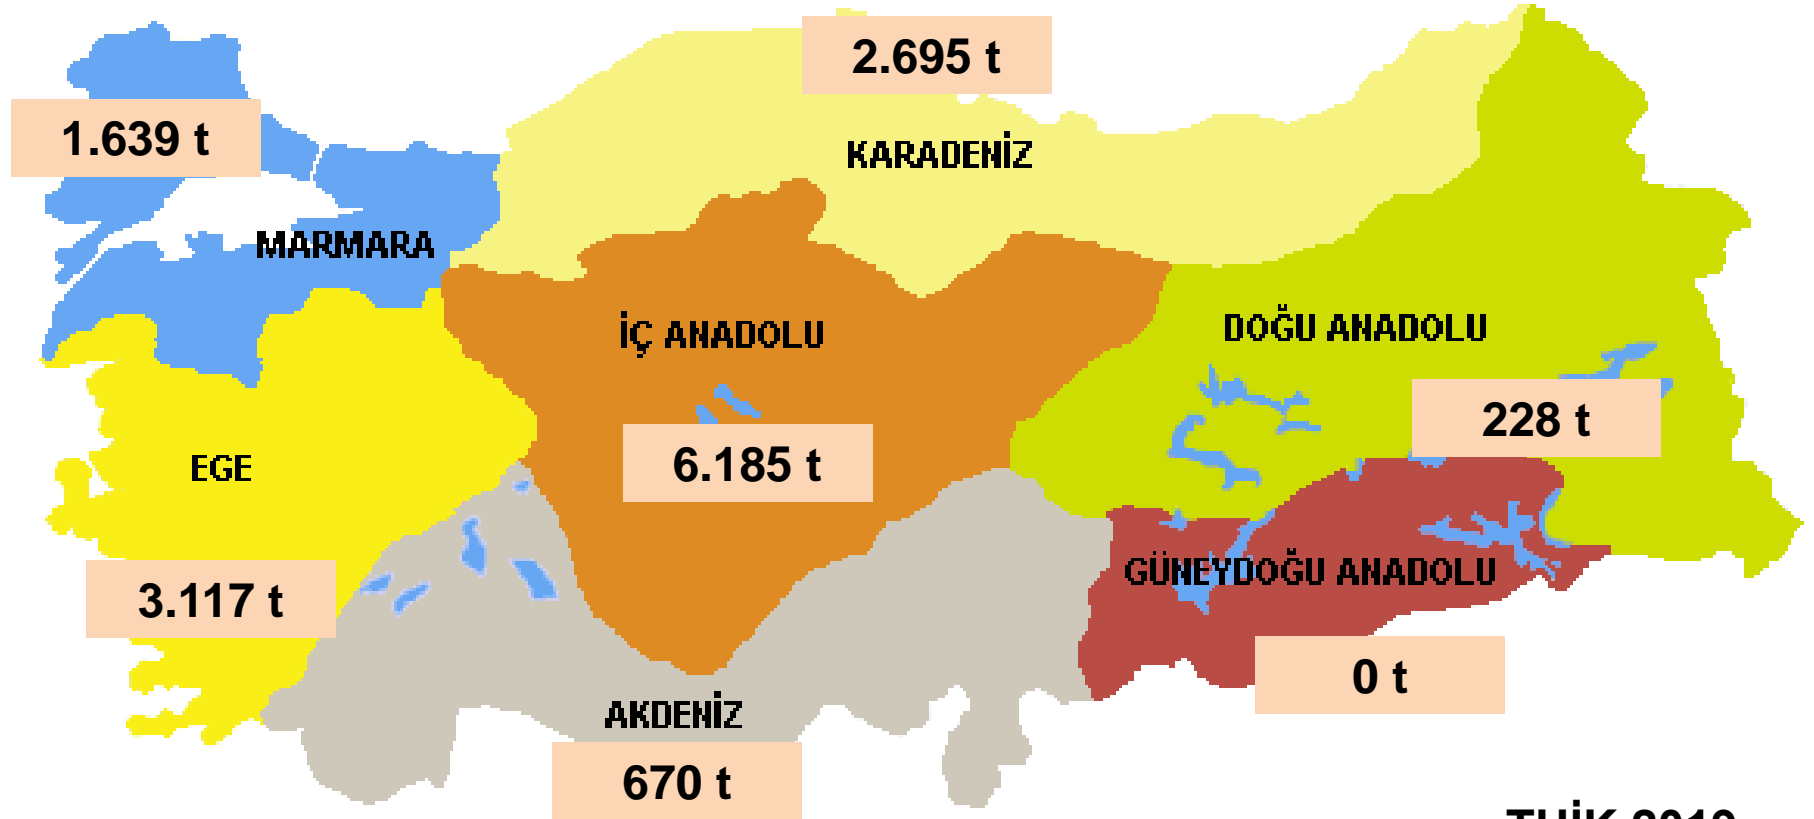 2.695 t
1.639 t
KARADENİZ
MARMARA
İÇ ANADOLU
DOĞU ANADOLU
228 t
6.185 t
EGE
3.117 t
GÜNEYDOĞU ANADOLU
0 t
AKDENİZ
670 t